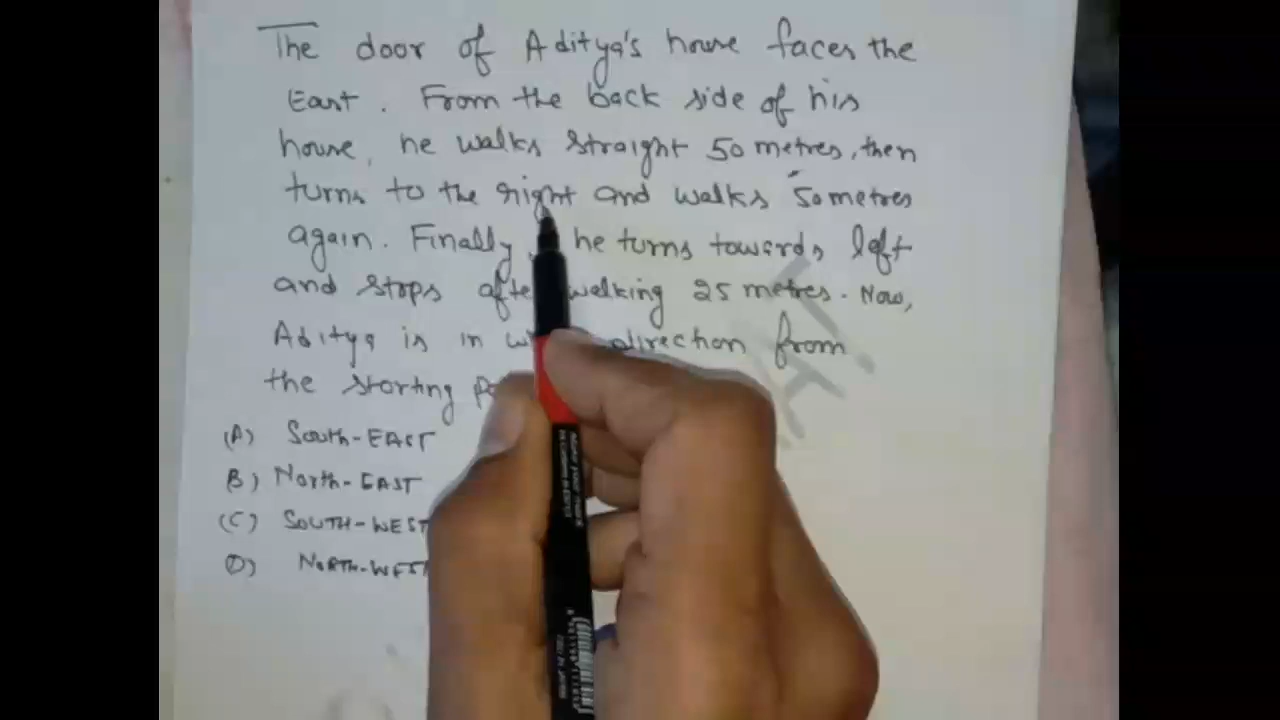 The door of Aditya's house faces the
East. From the back side of his
house, he walks straight 50 metres, then
turns to the right and walks 50 metres
again. Finally, he turns towards left
and stops walking 25 metres. Now,
Aditya is in direction from
the starting
(A) South-EAST
B) North-EAST
(C) SOUTH-WEST
D) NORTH-WEST